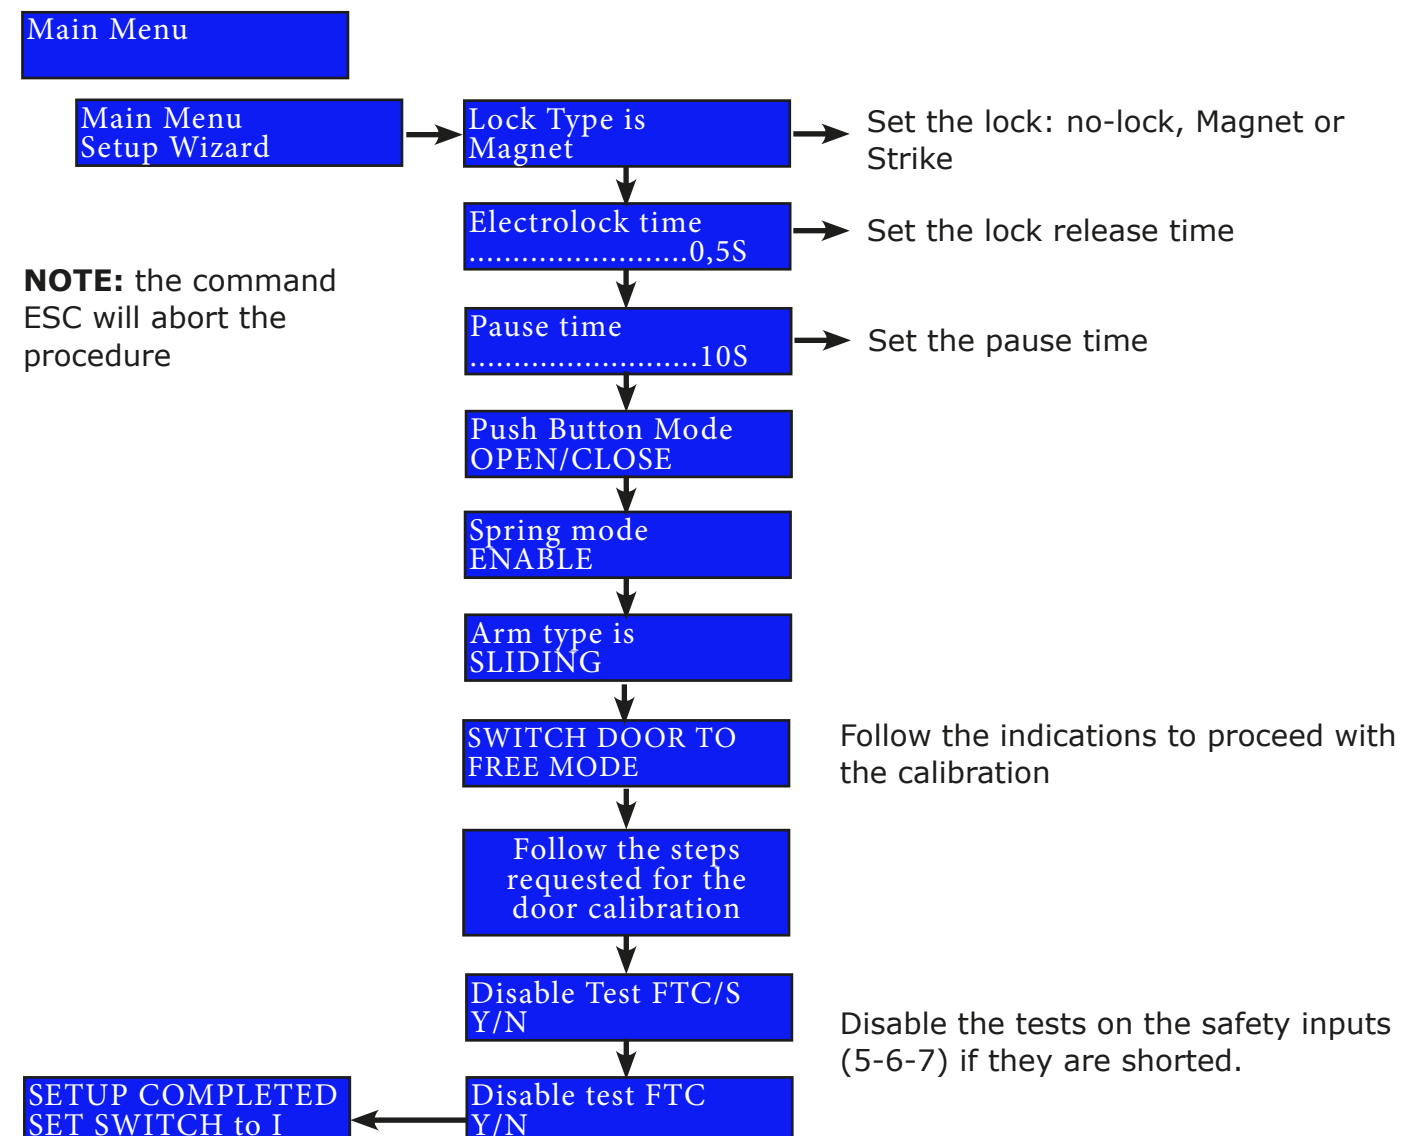 Main Menu
Main Menu
Setup Wizard
Lock Type is
Magnet
Set the lock: no-lock, Magnet or
Strike
Electrolock time
.........................0,5S
Set the lock release time
NOTE: the command
ESC will abort the
procedure
Pause time
..........................10S
Set the pause time
Push Button Mode
OPEN/CLOSE
Spring mode
ENABLE
Arm type is
SLIDING
SWITCH DOOR TO
FREE MODE
Follow the indications to proceed with
the calibration
Follow the steps
requested for the
door calibration
Disable Test FTC/S
Y/N
Disable the tests on the safety inputs
(5-6-7) if they are shorted.
Disable test FTC
Y/N
SETUP COMPLETED
SET SWITCH to I